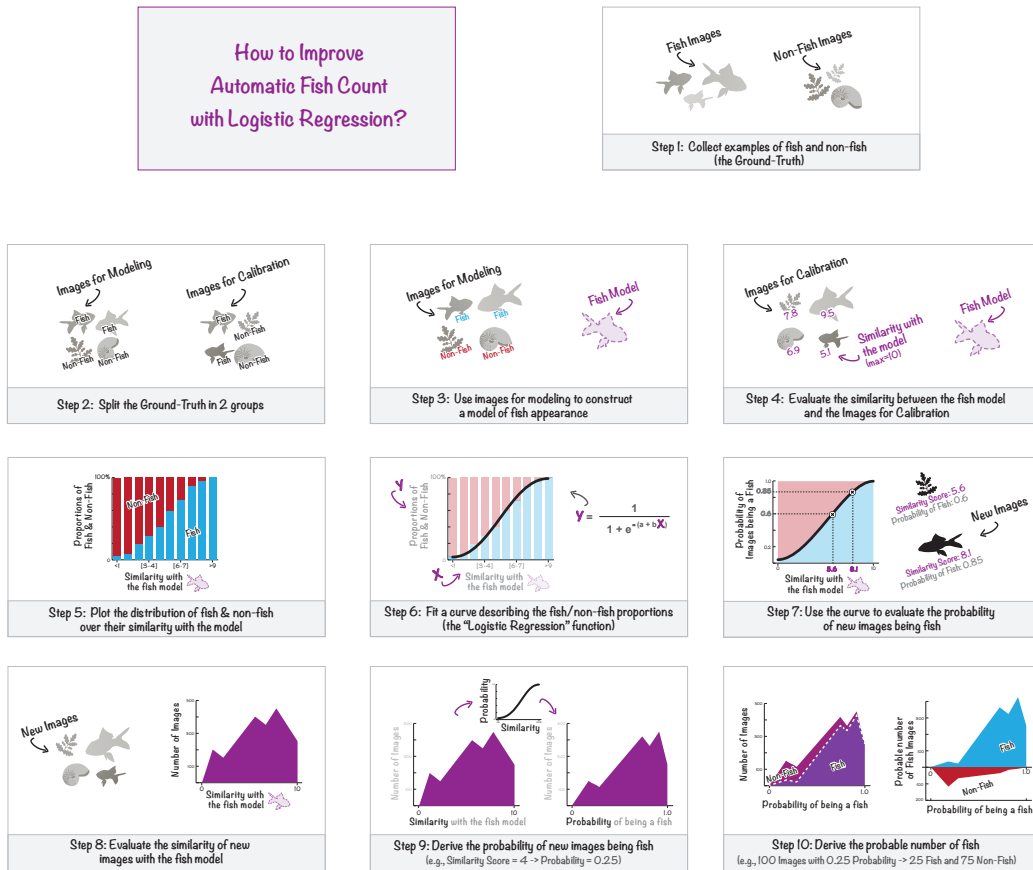 How to Improve
Automatic Fish Count
with Logistic Regression?
Fish Images
Non-Fish Images
Step 1: Collect examples of fish and non-fish
(the Ground-Truth)
Images for Modeling
Images for Calibration
Fish
Fish
Non-Fish
Non-Fish
Fish
Non-Fish
Fish
Non-Fish
Step 2: Split the Ground-Truth in 2 groups
Images for Modeling
Fish Model
Fish
Fish
Non-Fish
Non-Fish
Step 3: Use images for modeling to construct
a model of fish appearance
Images for Calibration
Fish Model
7.8
9.5
6.9
5.1
Similarity with
the model
(max=10)
Step 4: Evaluate the similarity between the fish model
and the Images for Calibration
Proportions of
Fish & Non-Fish
100%
Non-Fish
Fish
<1
[3-4]
[6-7]
>9
Similarity with
the fish model
Step 5: Plot the distribution of fish & non-fish
over their similarity with the model
Y
Proportions of
Fish & Non-Fish
100%
<1
[3-4]
[6-7]
>9
X
Similarity with
the fish model
Y = 1
1 + e -(a + bX)
Step 6: Fit a curve describing the fish/non-fish proportions
(the "Logistic Regression" function)
Probability of
Images being a Fish
1.0
0.85
0.6
0.2
0
5.6
8.1
10
Similarity with
the fish model
Similarity Score: 5.6
Probability of Fish: 0.6
New Images
Similarity Score: 8.1
Probability of Fish: 0.85
Step 7: Use the curve to evaluate the probability
of new images being fish
New Images
Number of Images
0
10
Similarity with
the fish model
Step 8: Evaluate the similarity of new
images with the fish model
Probability
Similarity
Number of Images
0
10
Similarity with the fish model
Number of Images
0
1.0
Probability of being a fish
Step 9: Derive the probability of new images being fish
(e.g., Similarity Score = 4 -> Probability = 0.25)
Number of Images
Non-Fish
Fish
0
1.0
Probability of being a fish
Probable number
of Fish Images
Fish
0
1.0
Non-Fish
Probability of being a fish
Step 10: Derive the probable number of fish
(e.g., 100 Images with 0.25 Probability -> 25 Fish and 75 Non-Fish)